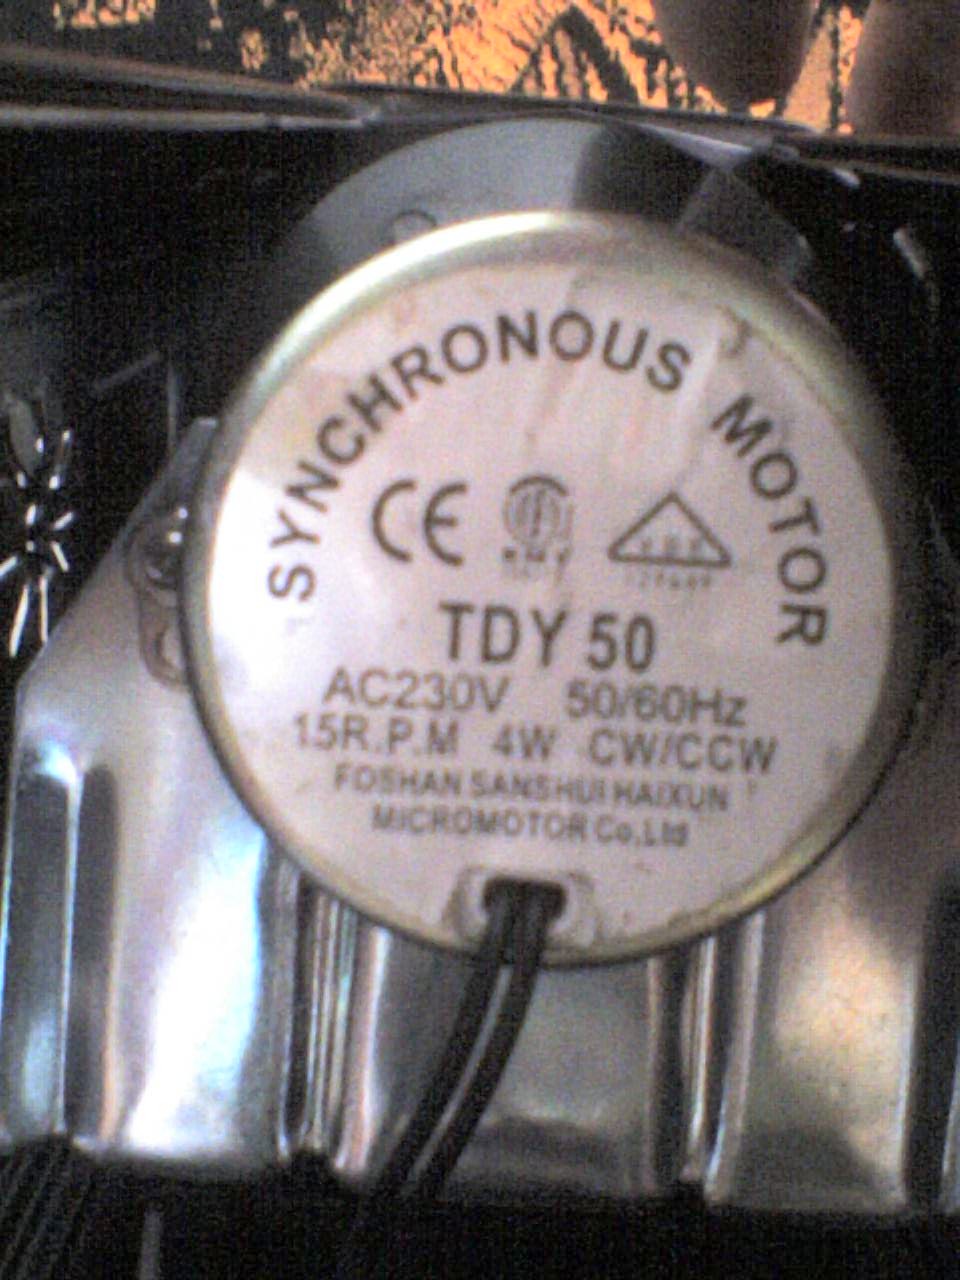 SYNCHRONOUS MOTOR
CE
TDY 50
AC230V 50/60Hz
15R.P.M 4W CW/CCW
FOSHAN SANSHUI HAIXUN
MICROMOTOR Co.Ltd